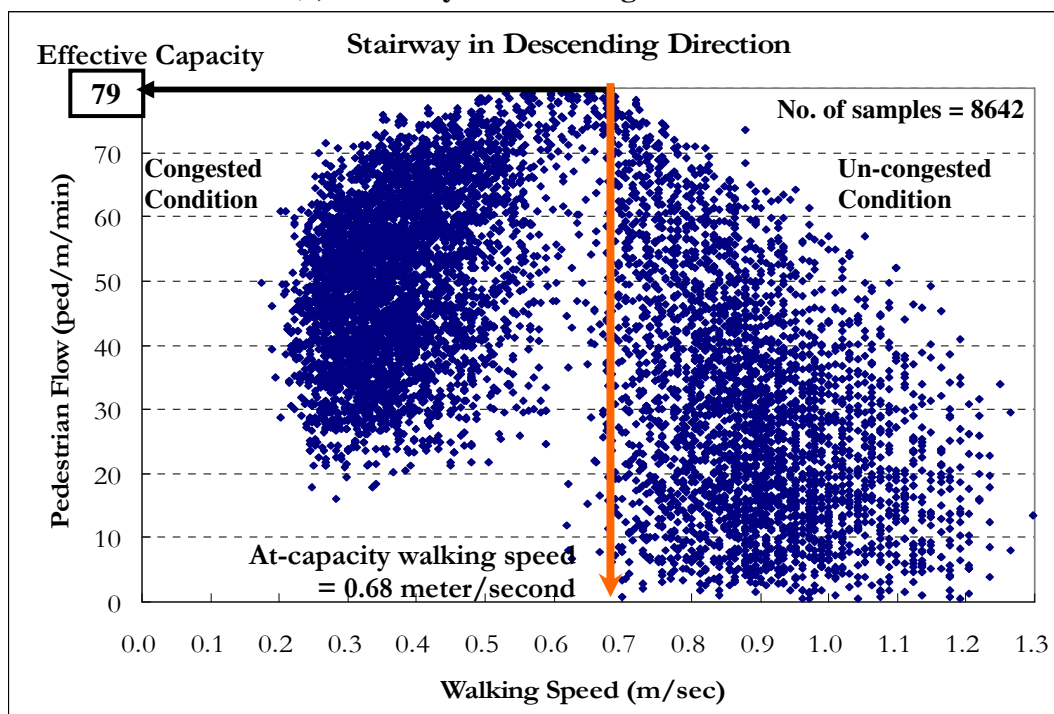 Stairway in Descending Direction
Effective Capacity
79
No. of samples = 8642
Congested
Condition
Un-congested
Condition
Pedestrian Flow (ped/m/min)
70
60
50
40
30
20
10
0
At-capacity walking speed
= 0.68 meter/second
0.0 0.1 0.2 0.3 0.4 0.5 0.6 0.7 0.8 0.9 1.0 1.1 1.2 1.3
Walking Speed (m/sec)